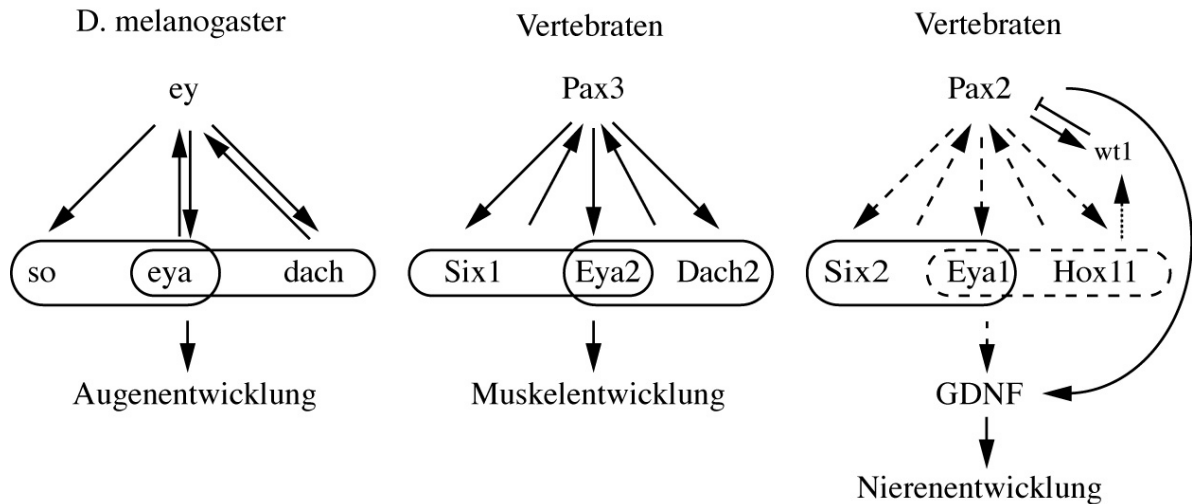 D. melanogaster
Vertebraten
Vertebraten
ey
Pax3
Pax2
wt1
so
eya
dach
Six1
Eya2
Dach2
Six2
Eya1
Hox11
Augenentwicklung
Muskelentwicklung
GDNF
Nierenentwicklung